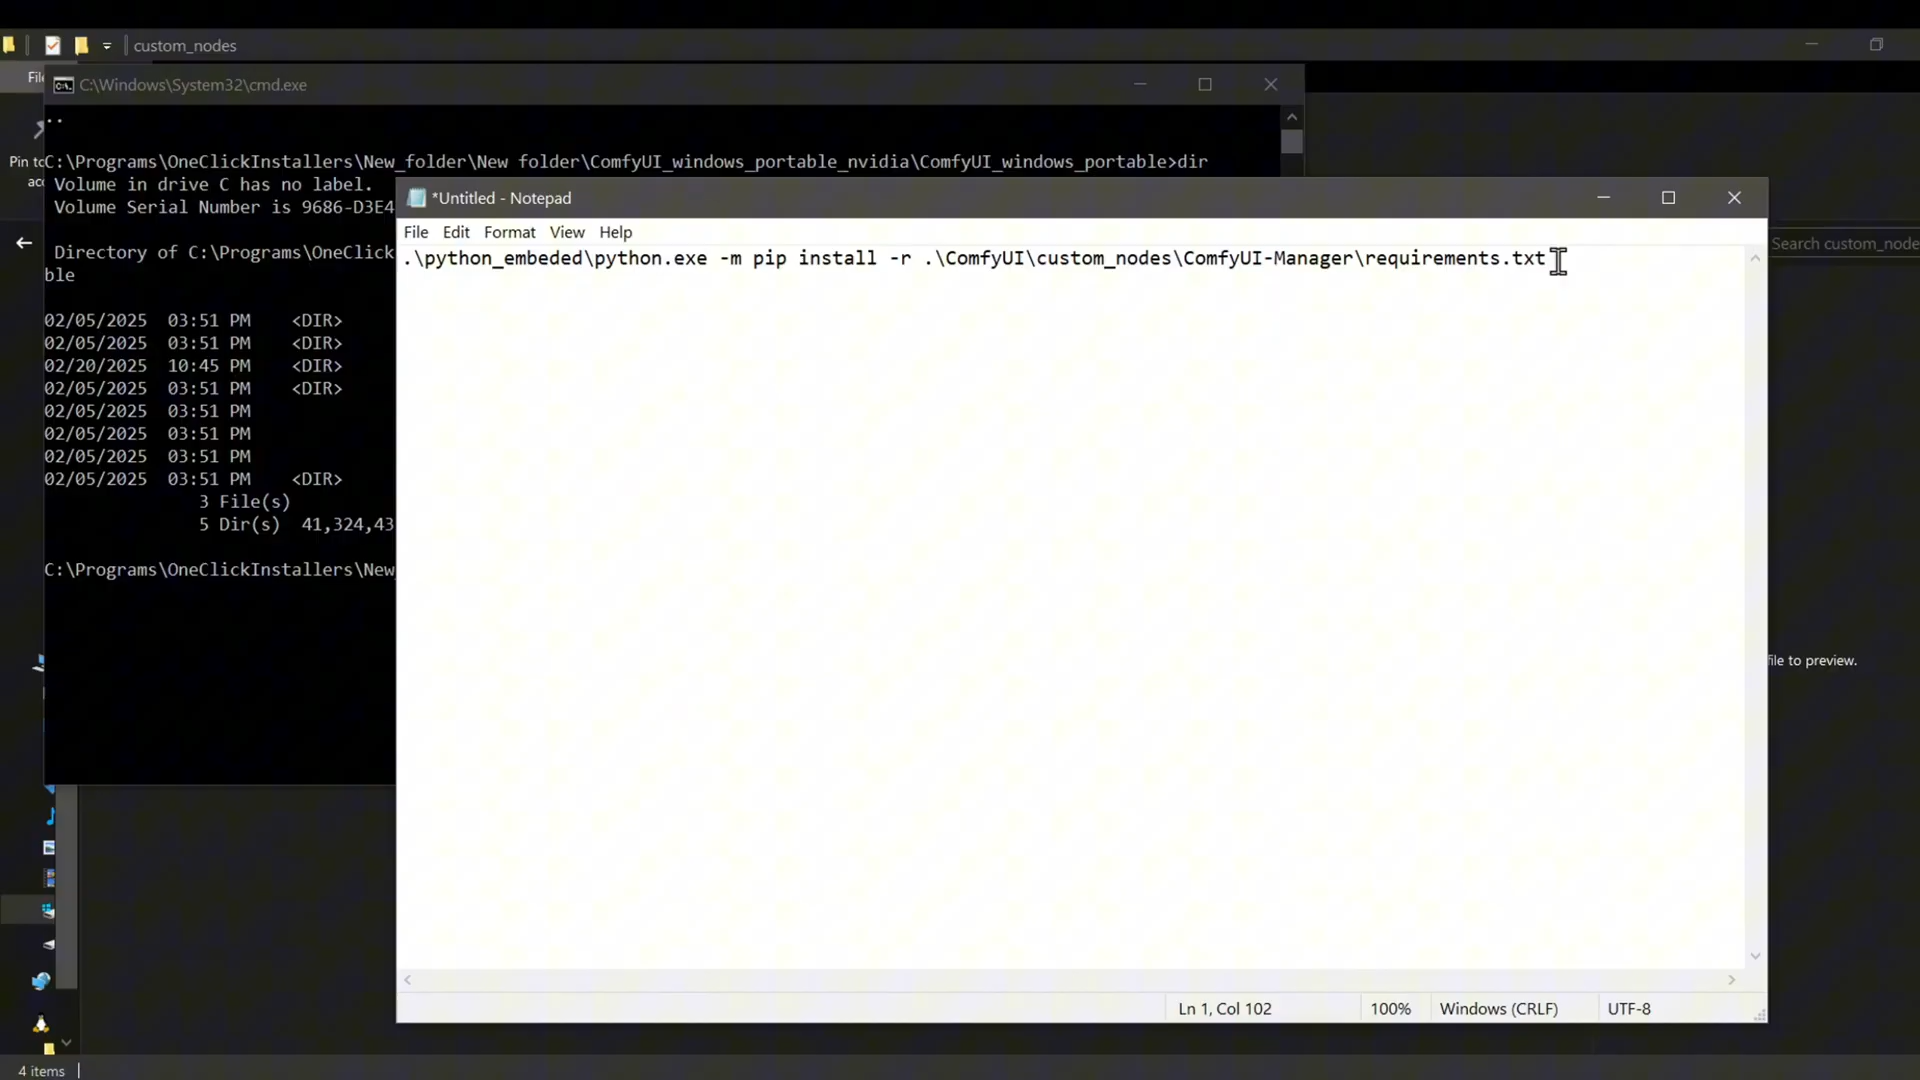 custom_nodes
File
C:\Windows\System32\cmd.exe
..
Pin to
C:\Programs\OneClickInstallers\New_folder\New folder\ComfyUI_windows_portable_nvidia\ComfyUI_windows_portable>dir
Volume in drive C has no label.
Volume Serial Number is 9686-D3E4
*Untitled - Notepad
File Edit Format View Help
Directory of C:\Programs\OneClick
ble
.\python_embeded\python.exe -m pip install -r .\ComfyUI\custom_nodes\ComfyUI-Manager\requirements.txt
Search custom_node
02/05/2025 03:51 PM <DIR>
02/05/2025 03:51 PM <DIR>
02/20/2025 10:45 PM <DIR>
02/05/2025 03:51 PM <DIR>
02/05/2025 03:51 PM
02/05/2025 03:51 PM
02/05/2025 03:51 PM
02/05/2025 03:51 PM <DIR>
3 File(s)
5 Dir(s) 41,324,43
C:\Programs\OneClickInstallers\New
file to preview.
Ln 1, Col 102 100% Windows (CRLF) UTF-8
4 items